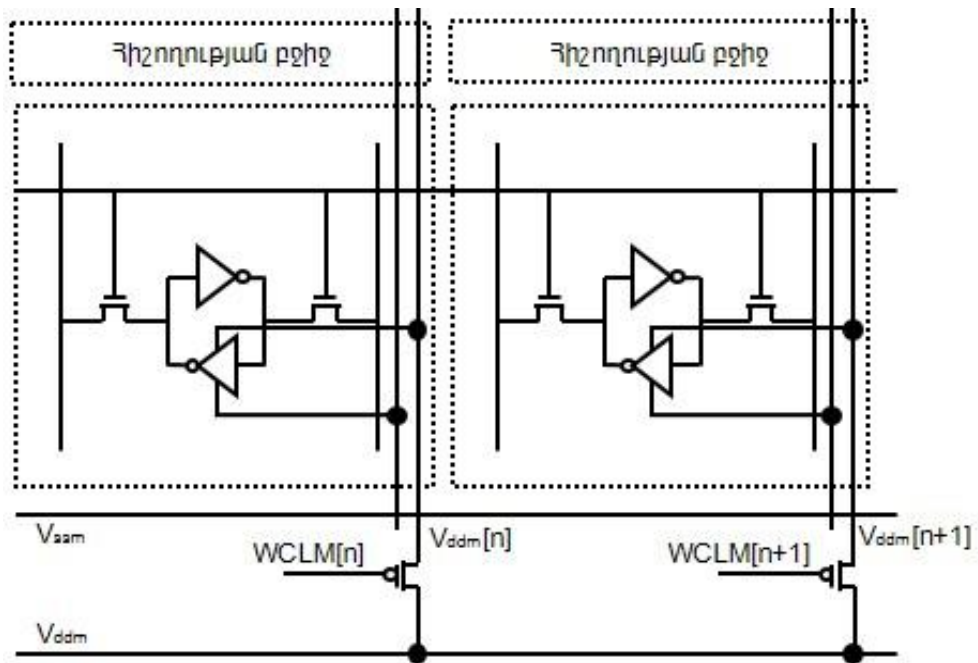 Հիշողության բջիջ
Հիշողության բջիջ
Vssm
WCLM[n]
Vddm[n]
WCLM[n+1]
Vddm[n+1]
Vddm